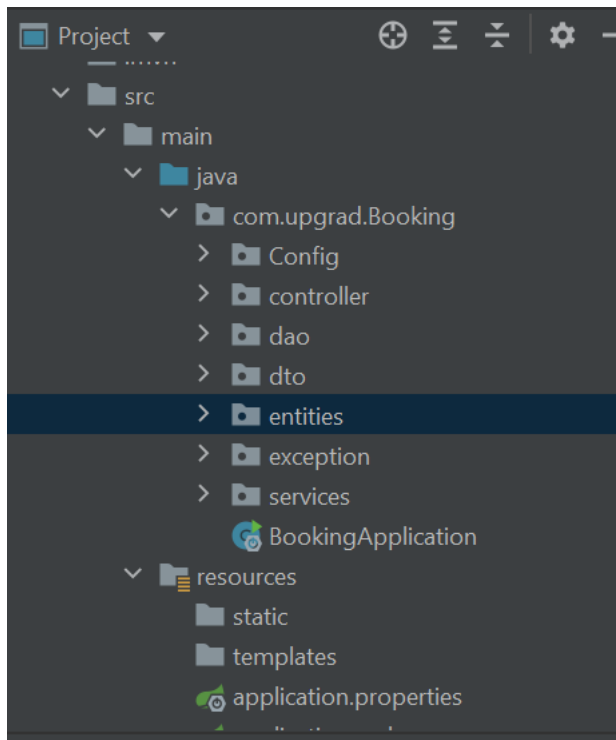 Project
src
main
java
com.upgrad.Booking
Config
controller
dao
dto
entities
exception
services
BookingApplication
resources
static
templates
application.properties